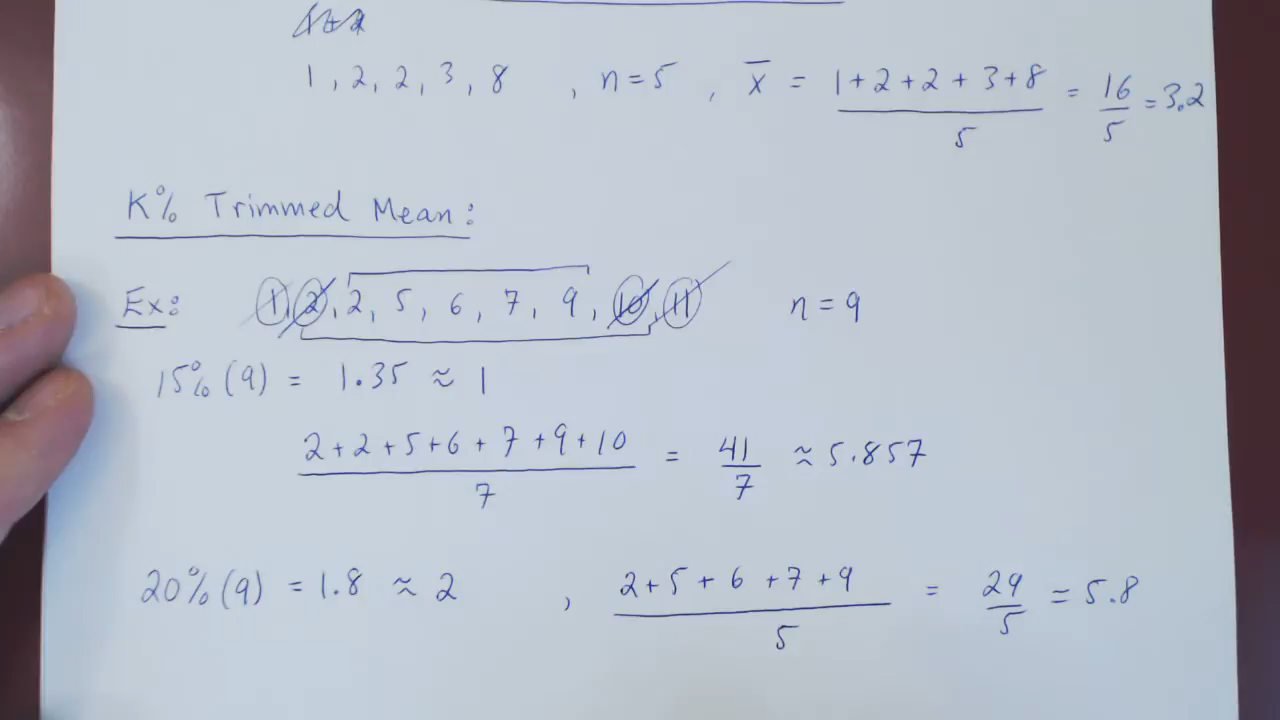 1, 2, 2, 3, 8 , n = 5 , x̄ = (1+2+2+3+8)/5 = 16/5 = 3.2
K% Trimmed Mean:
Ex: 1, 2, 2, 5, 6, 7, 9, 10, 11 n = 9
15% (9) = 1.35 ≈ 1
(2+2+5+6+7+9+10)/7 = 41/7 ≈ 5.857
20% (9) = 1.8 ≈ 2 , (2+5+6+7+9)/5 = 29/5 = 5.8